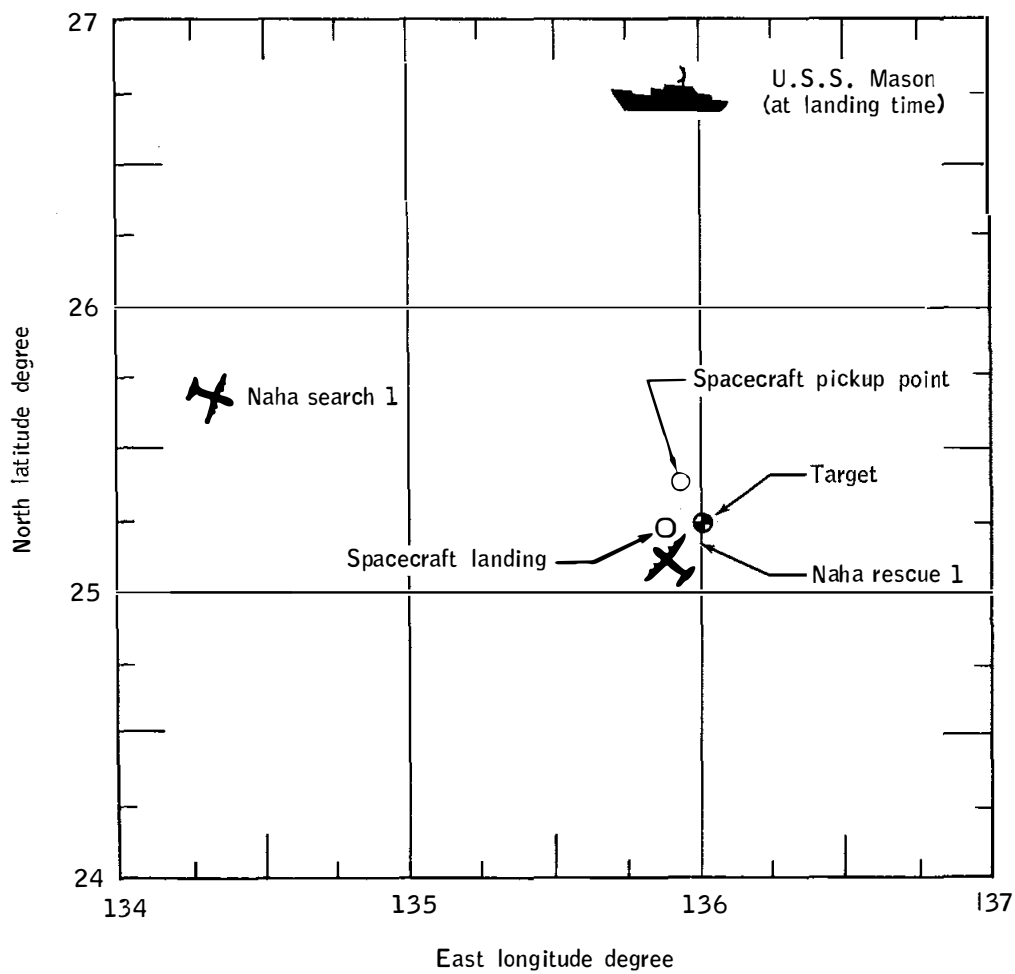 27
U.S.S. Mason
(at landing time)
26
Spacecraft pickup point
Naha search 1
Target
Spacecraft landing
Naha rescue 1
25
24
134
135
136
137
North latitude degree
East longitude degree